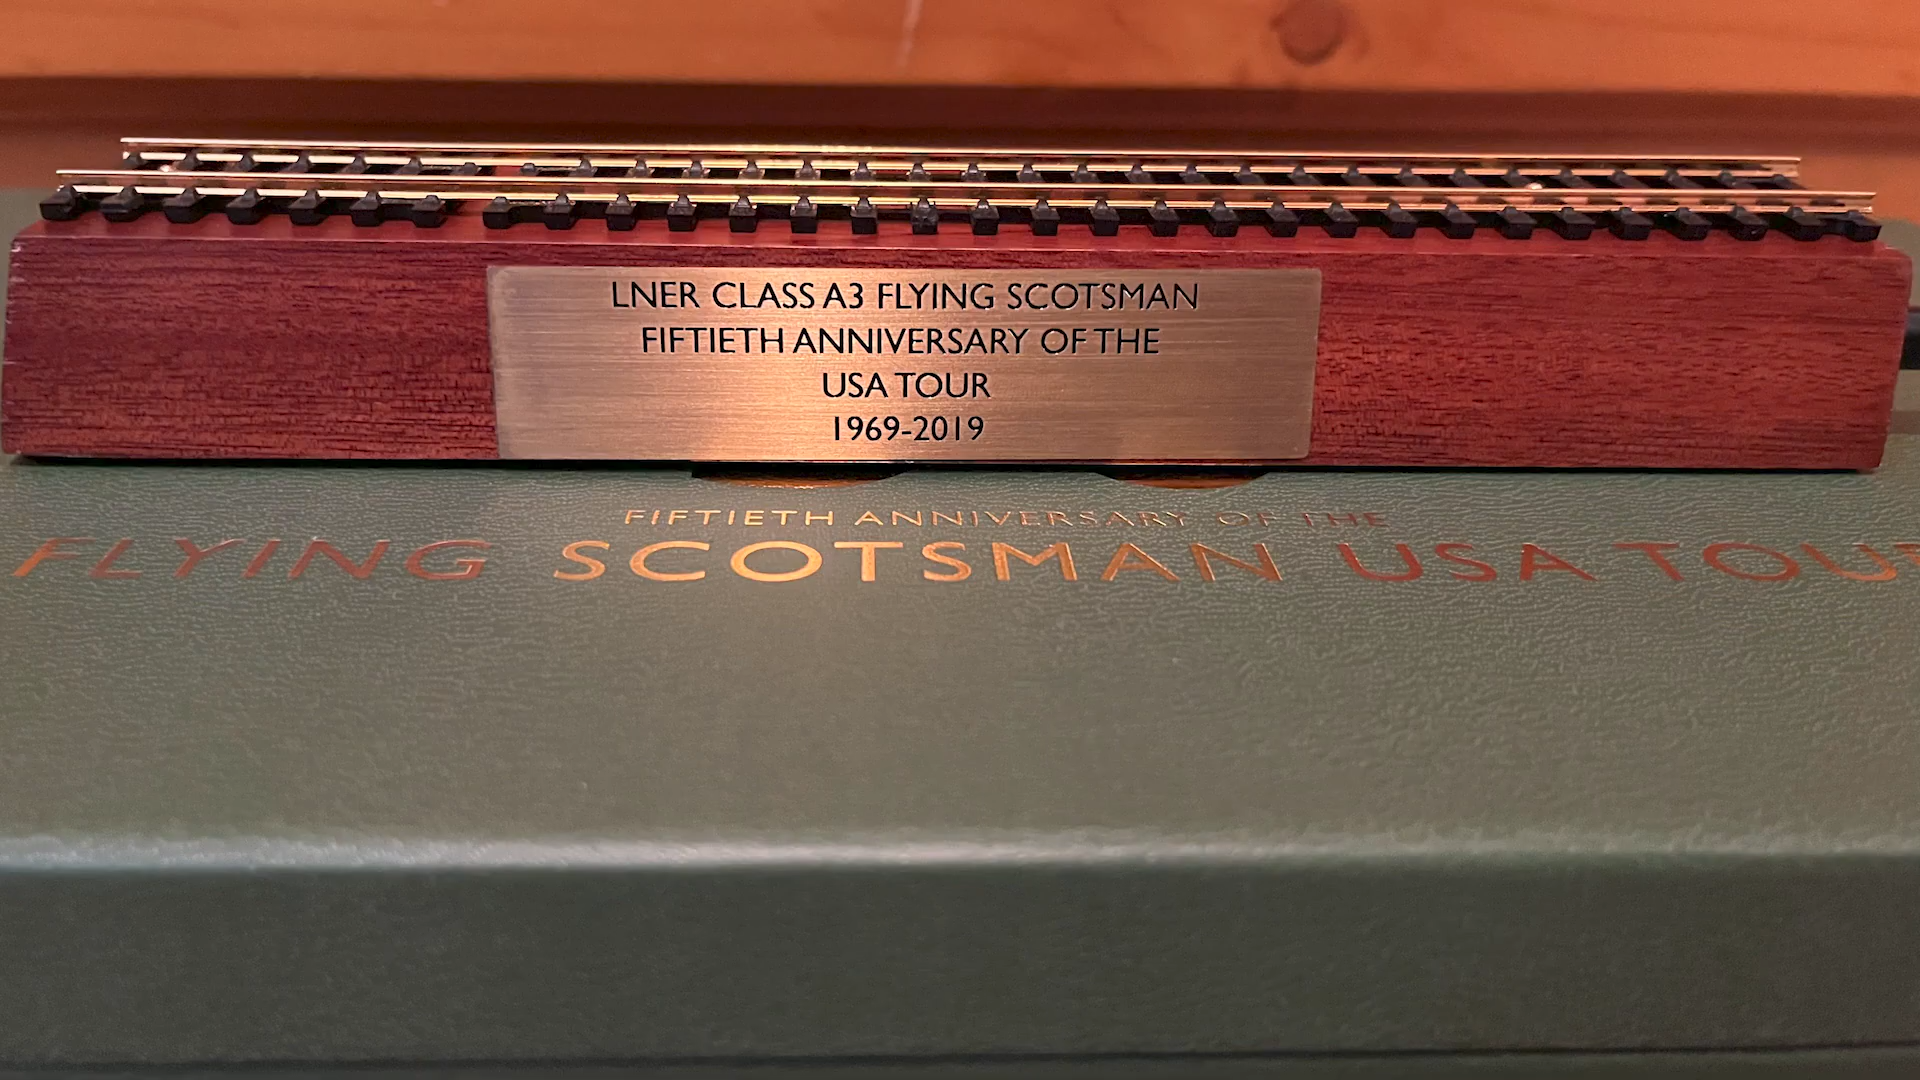 LNER CLASS A3 FLYING SCOTSMAN
FIFTIETH ANNIVERSARY OF THE
USA TOUR
1969-2019
FIFTIETH ANNIVERSARY OF THE
FLYING SCOTSMAN USA TOUR